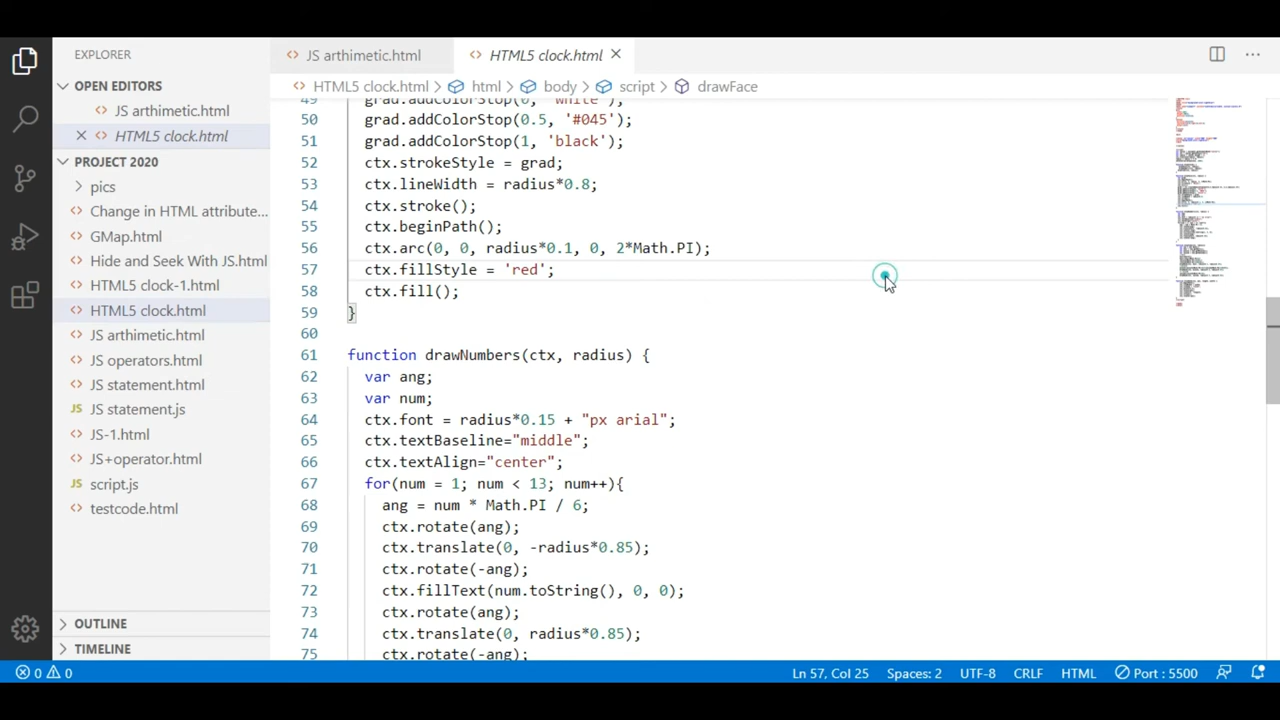 EXPLORER
JS arthimetic.html
HTML5 clock.html
OPEN EDITORS
JS arthimetic.html
HTML5 clock.html
PROJECT 2020
pics
Change in HTML attribute...
GMap.html
Hide and Seek With JS.html
HTML5 clock-1.html
HTML5 clock.html
JS arthimetic.html
JS operators.html
JS statement.html
JS statement.js
JS-1.html
JS+operator.html
script.js
testcode.html
OUTLINE
TIMELINE
HTML5 clock.html > html > body > script > drawFace
49 grad.addColorStop(0, 'white');
50 grad.addColorStop(0.5, '#045');
51 grad.addColorStop(1, 'black');
52 ctx.strokeStyle = grad;
53 ctx.lineWidth = radius*0.8;
54 ctx.stroke();
55 ctx.beginPath();
56 ctx.arc(0, 0, radius*0.1, 0, 2*Math.PI);
57 ctx.fillStyle = 'red';
58 ctx.fill();
59 }
60
61 function drawNumbers(ctx, radius) {
62 var ang;
63 var num;
64 ctx.font = radius*0.15 + "px arial";
65 ctx.textBaseline="middle";
66 ctx.textAlign="center";
67 for(num = 1; num < 13; num++){
68 ang = num * Math.PI / 6;
69 ctx.rotate(ang);
70 ctx.translate(0, -radius*0.85);
71 ctx.rotate(-ang);
72 ctx.fillText(num.toString(), 0, 0);
73 ctx.rotate(ang);
74 ctx.translate(0, radius*0.85);
75 ctx.rotate(-ang);
0 0 Ln 57, Col 25 Spaces: 2 UTF-8 CRLF HTML Port : 5500